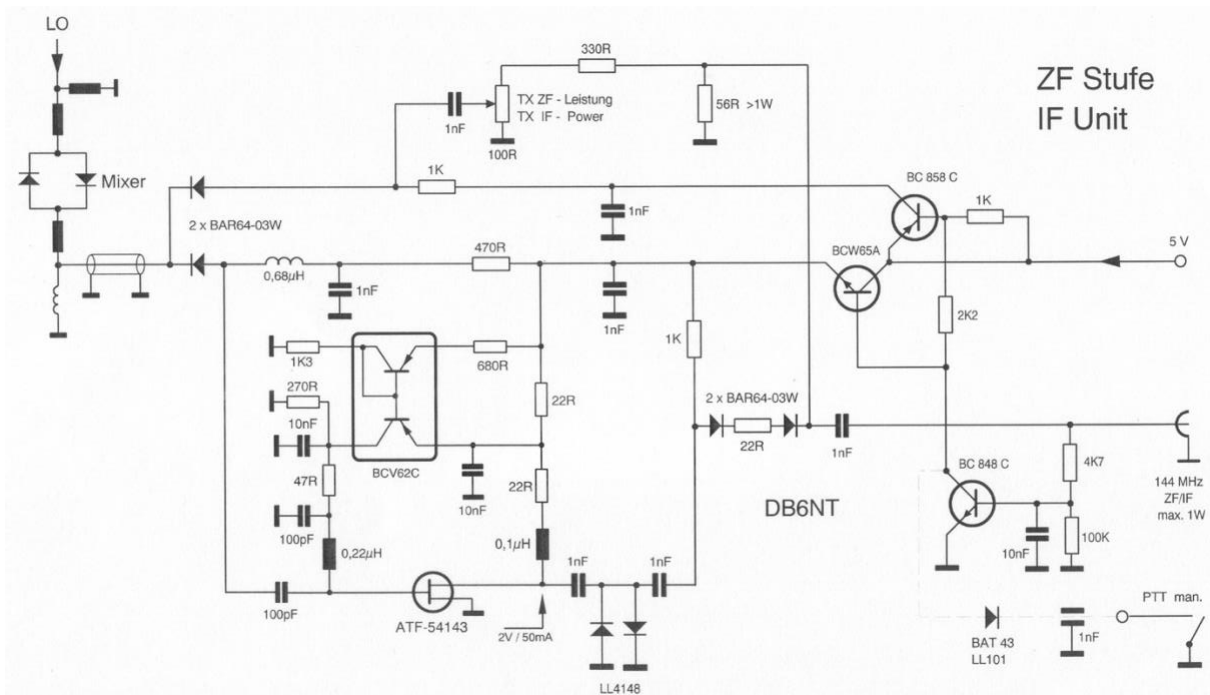 LO
330R
ZF Stufe
IF Unit
TX ZF - Leistung
TX IF - Power
56R >1W
1nF
100R
Mixer
1K
BC 858 C
1K
2 x BAR64-03W
1nF
BCW65A
5 V
470R
0,68µH
1nF
1nF
2K2
1K
1K3
680R
270R
22R
2 x BAR64-03W
10nF
22R
BCV62C
1nF
47R
22R
BC 848 C
4K7
10nF
144 MHz
ZF/IF
max. 1W
DB6NT
100pF
0,22µH
0,1µH
10nF
100K
1nF
1nF
100pF
PTT man.
ATF-54143
2V / 50mA
BAT 43
LL101
1nF
LL4148